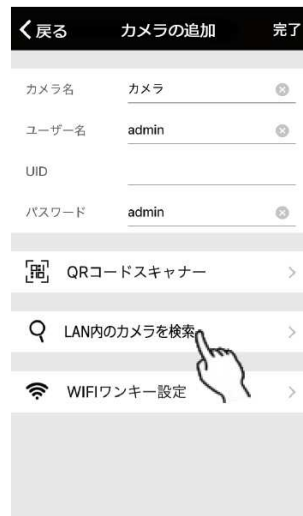 戻る カメラの追加 完了
カメラ名 カメラ
ユーザー名 admin
UID
パスワード admin
QRコードスキャナー
LAN内のカメラを検索
WIFIワンキー設定